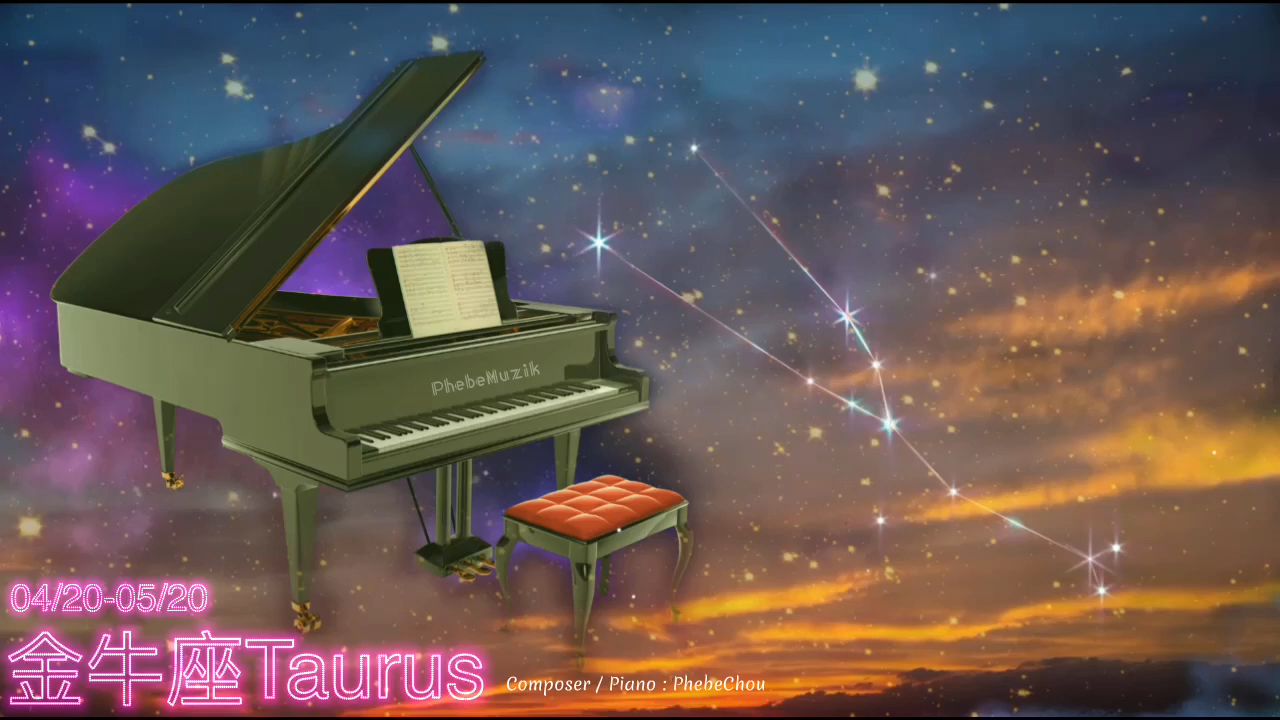 PhebeMuzik
04/20-05/20
金牛座Taurus
Composer / Piano : PhebeChou